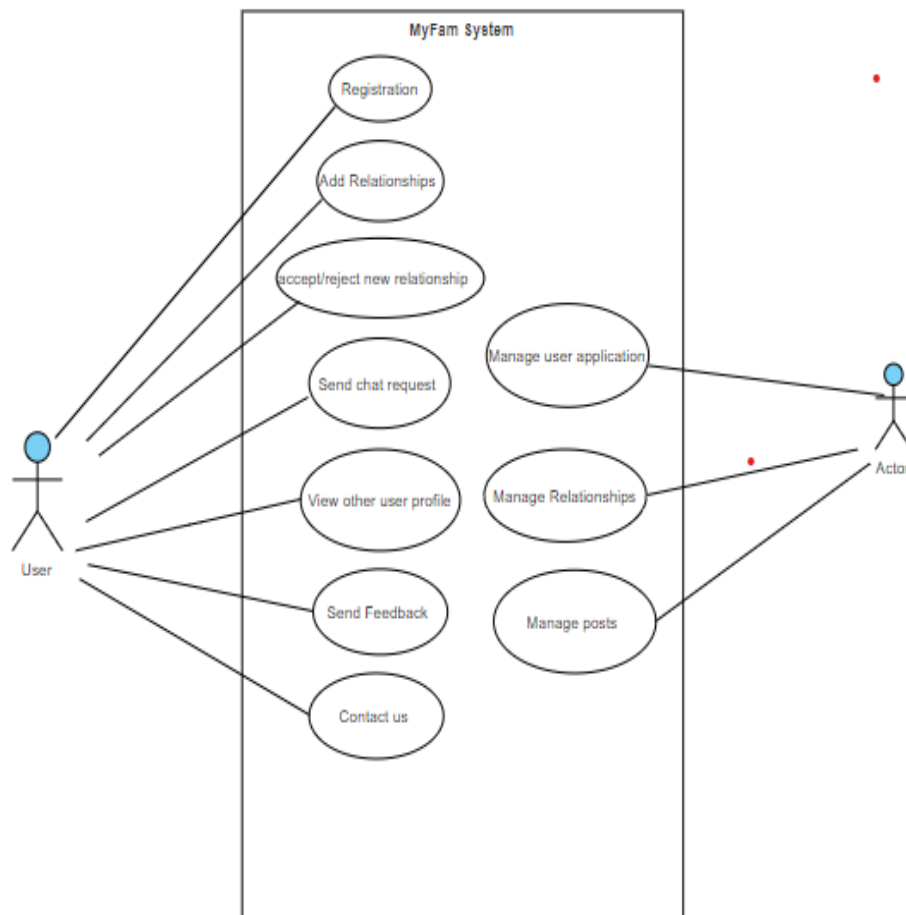 MyFam System
Registration
Add Relationships
accept/reject new relationship
Manage user application
Send chat request
View other user profile
Manage Relationships
User
Send Feedback
Manage posts
Contact us